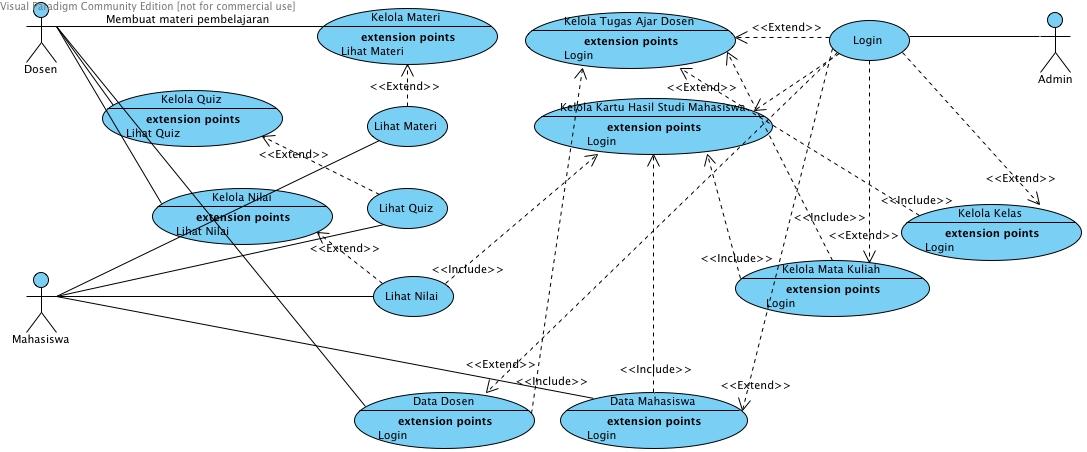 Visual Paradigm Community Edition [not for commercial use]
Membuat materi pembelajaran
Dosen
Kelola Materi
extension points
Lihat Materi
Kelola Tugas Ajar Dosen
extension points
Login
<<Extend>>
Login
Admin
<<Extend>>
<<Extend>>
Kelola Quiz
extension points
Lihat Quiz
Lihat Materi
Kelola Kartu Hasil Studi Mahasiswa
extension points
Login
<<Extend>>
<<Extend>>
Kelola Nilai
extension points
Lihat Nilai
Lihat Quiz
<<Include>>
Kelola Kelas
extension points
Login
<<Include>>
<<Extend>>
<<Extend>>
<<Include>>
<<Include>>
Kelola Mata Kuliah
extension points
Login
Lihat Nilai
Mahasiswa
<<Extend>>
<<Include>>
<<Include>>
<<Extend>>
Data Dosen
extension points
Login
Data Mahasiswa
extension points
Login